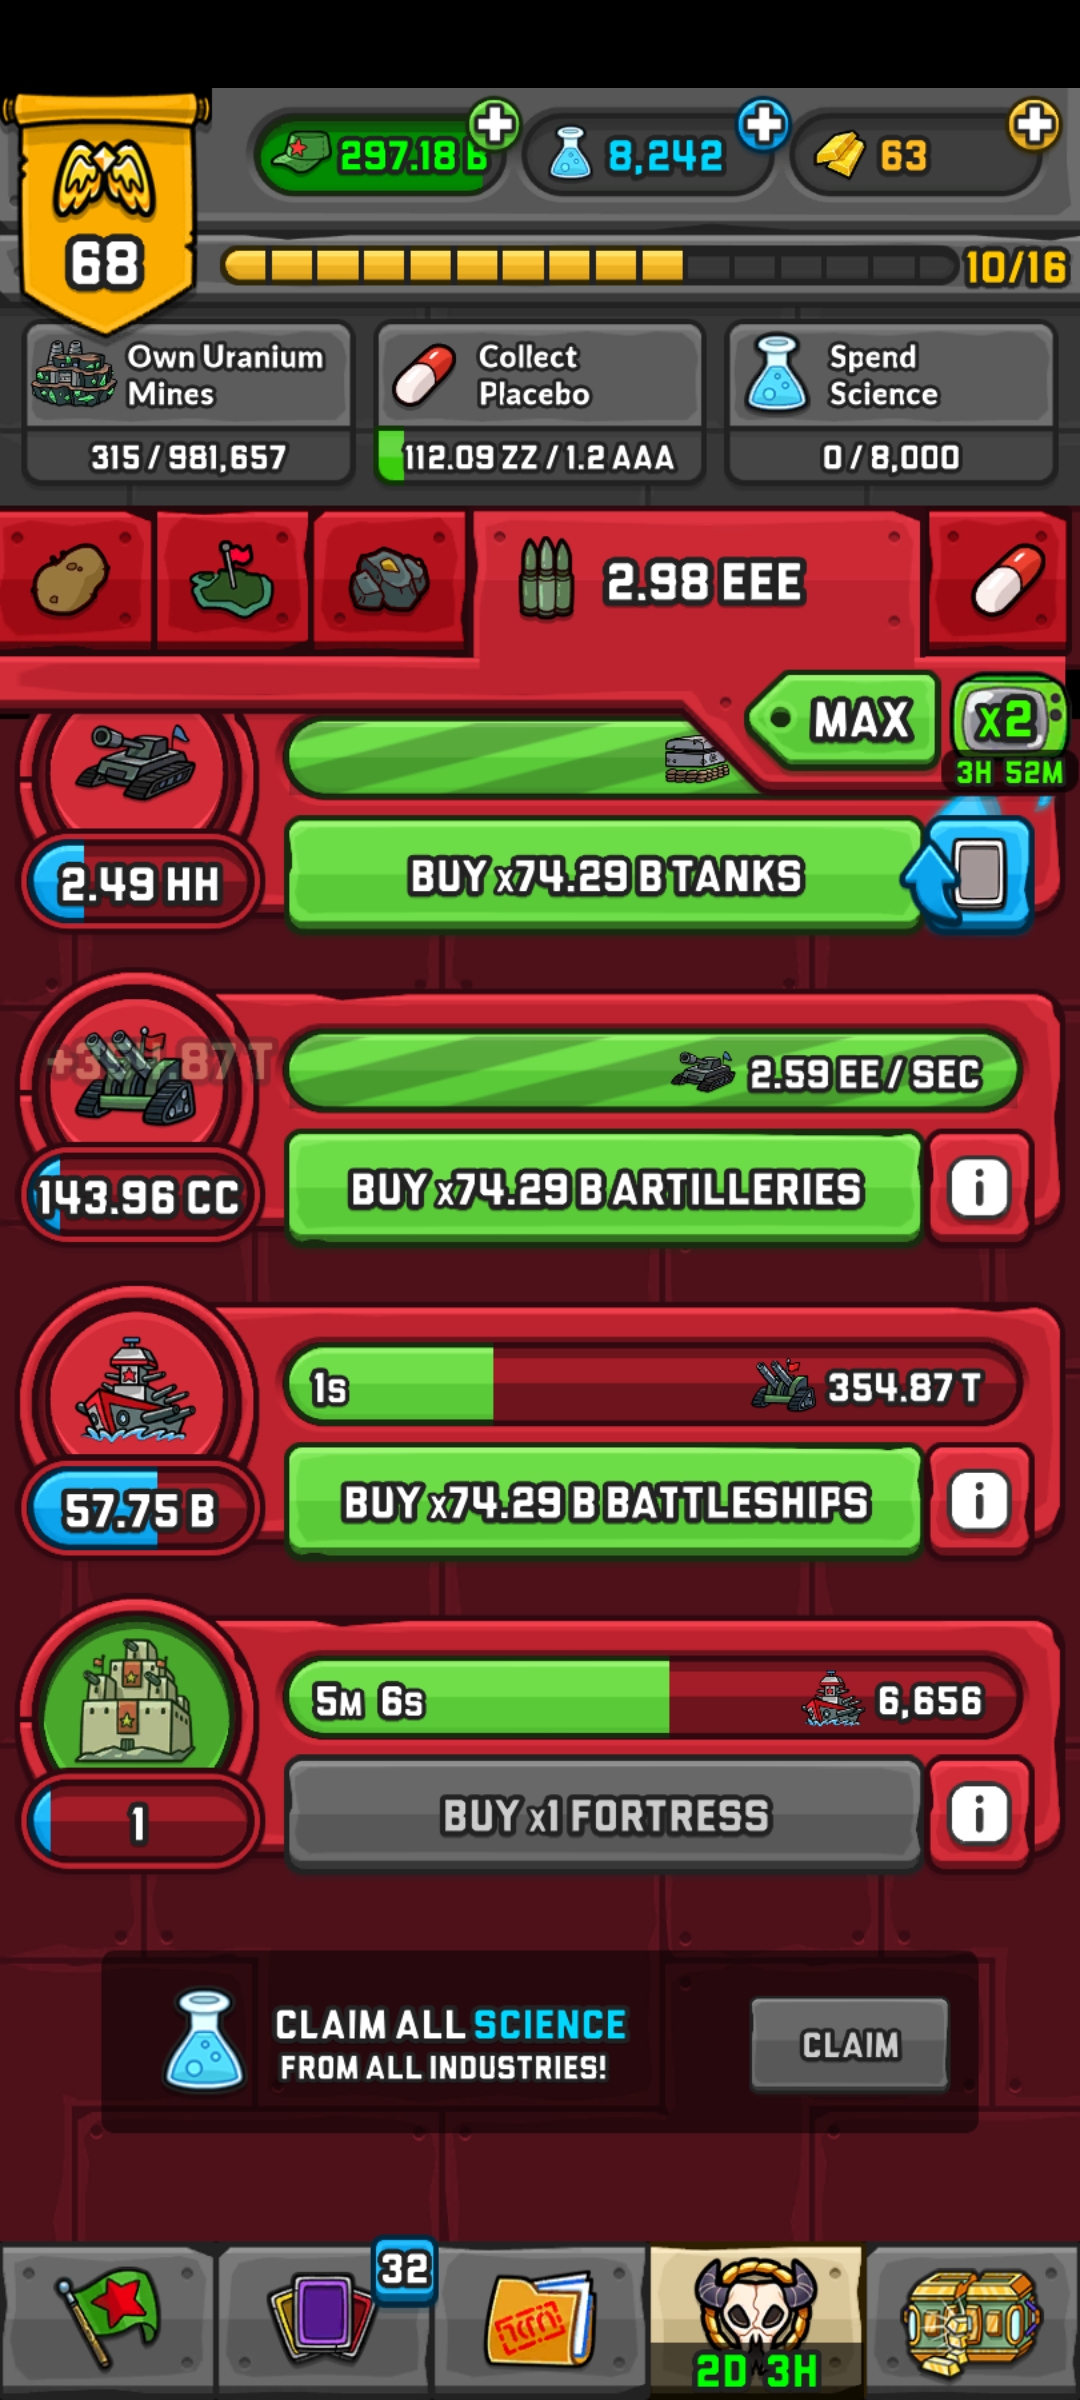 297.18 B
8,242
63
68
10/16
Own Uranium
Mines
315 / 981,657
Collect
Placebo
112.09 ZZ / 1.2 AAA
Spend
Science
0 / 8,000
2.98 EEE
MAX
x2
3H 52M
2.49 HH
BUY x74.29 B TANKS
2.59 EE / SEC
143.96 CC
BUY x74.29 B ARTILLERIES
i
1s
354.87 T
57.75 B
BUY x74.29 B BATTLESHIPS
i
5M 6s
6,656
1
BUY x1 FORTRESS
i
CLAIM ALL SCIENCE
FROM ALL INDUSTRIES!
CLAIM
32
2D 3H